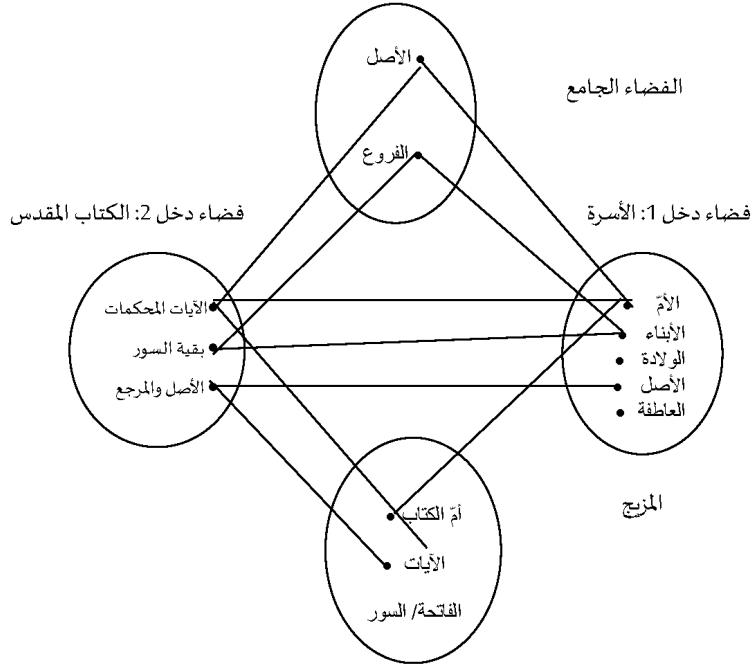 الأصل
الفضاء الجامع
الفروع
فضاء دخل 1: الأسرة
فضاء دخل 2: الكتاب المقدس
الأمّ
الأبناء
الولادة
الأصل
العاطفة
الآيات المحكمات
بقية السور
الأصل والمرجع
المزيج
أمّ الكتاب
الآيات
الفاتحة/ السور